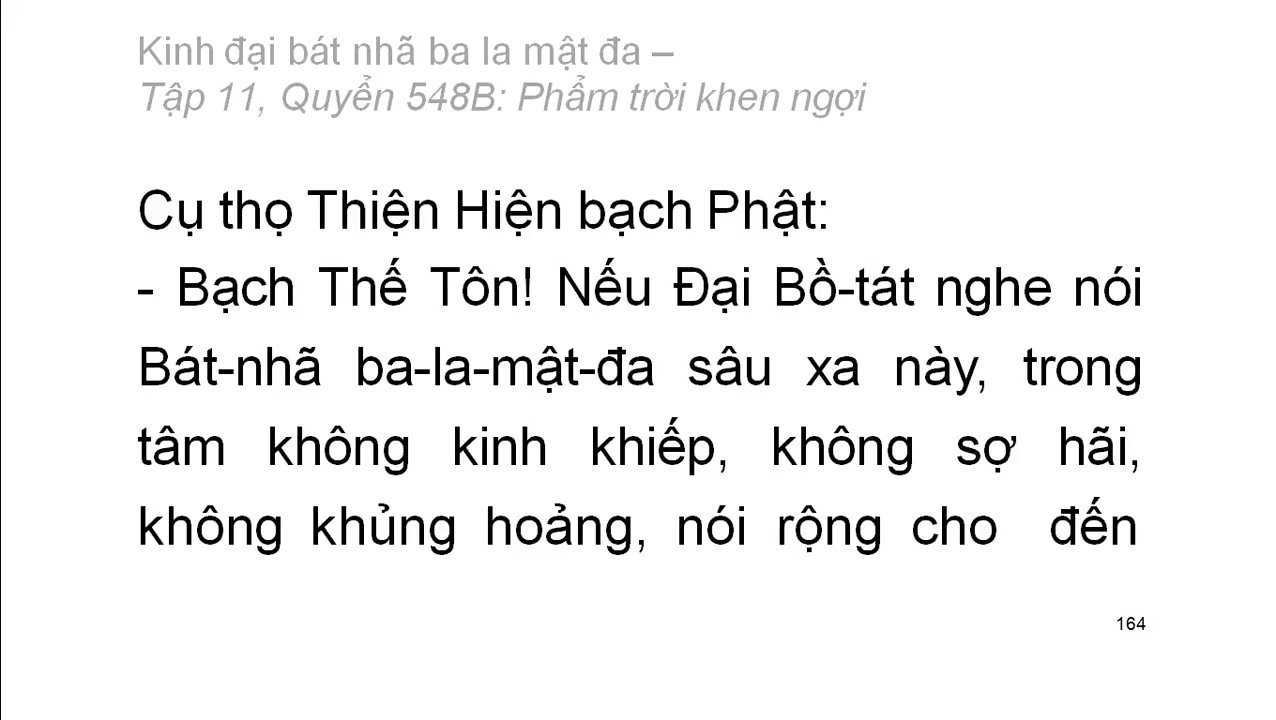 Kinh đại bát nhã ba la mật đa –
Tập 11, Quyển 548B: Phẩm trời khen ngợi
Cụ thọ Thiện Hiện bạch Phật:
- Bạch Thế Tôn! Nếu Đại Bồ-tát nghe nói
Bát-nhã ba-la-mật-đa sâu xa này, trong
tâm không kinh khiếp, không sợ hãi,
không khủng hoảng, nói rộng cho đến
164